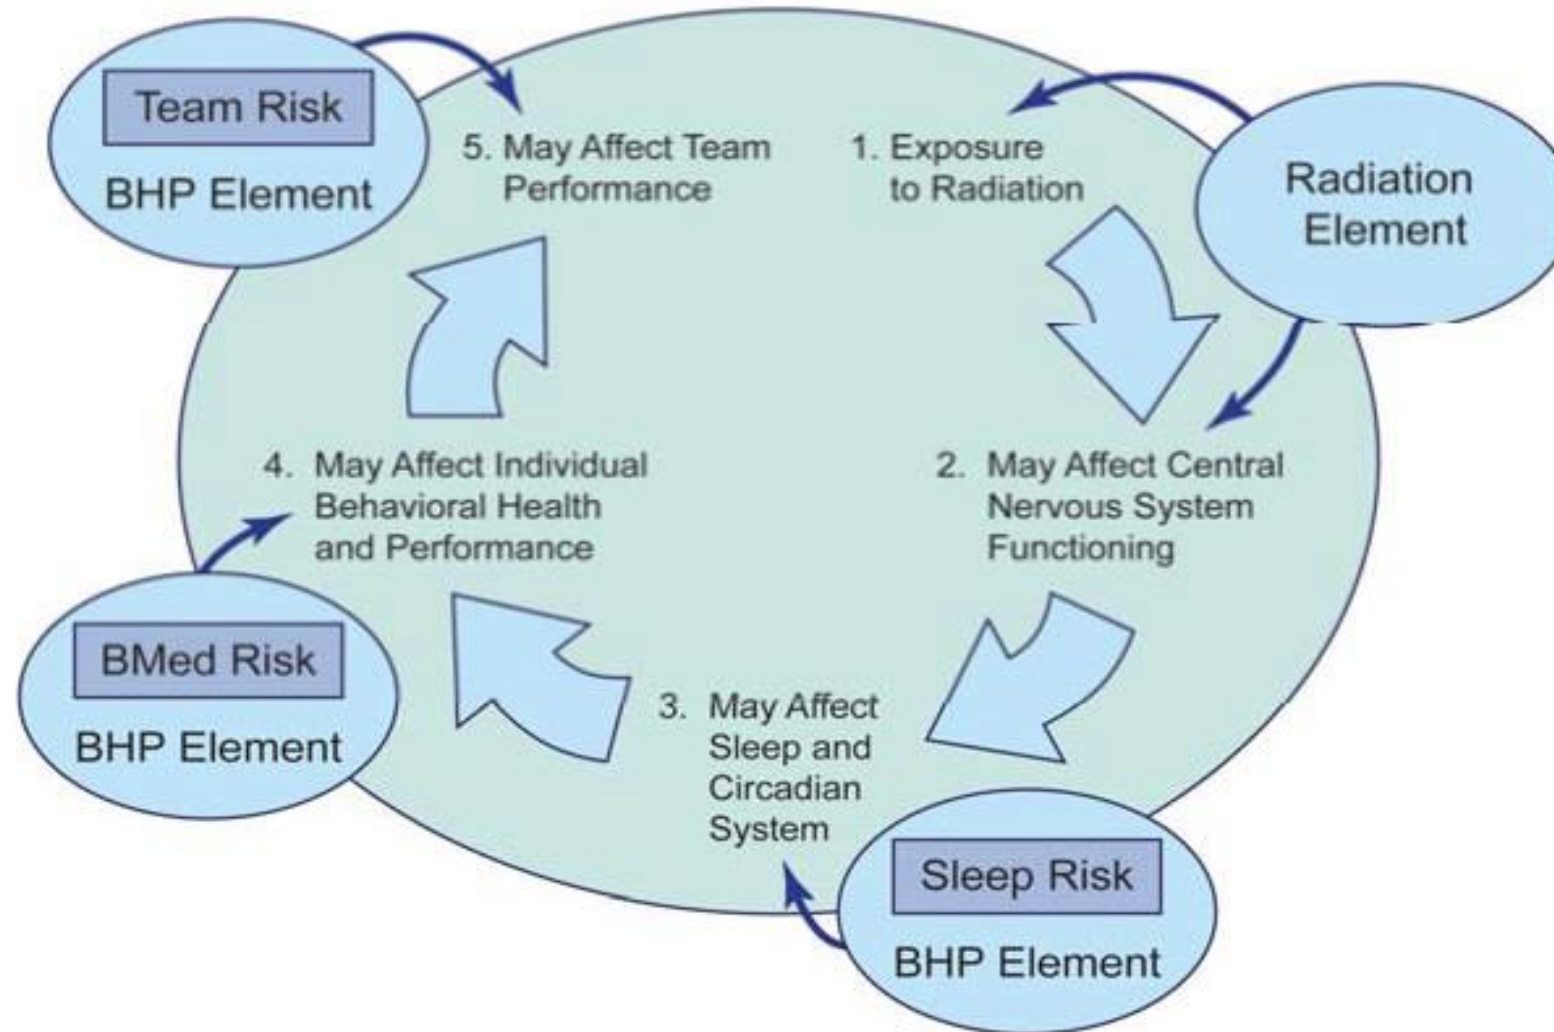 Team Risk
BHP Element
5. May Affect Team
Performance
1. Exposure
to Radiation
Radiation
Element
4. May Affect Individual
Behavioral Health
and Performance
2. May Affect Central
Nervous System
Functioning
BMed Risk
BHP Element
3. May Affect
Sleep and
Circadian
System
Sleep Risk
BHP Element